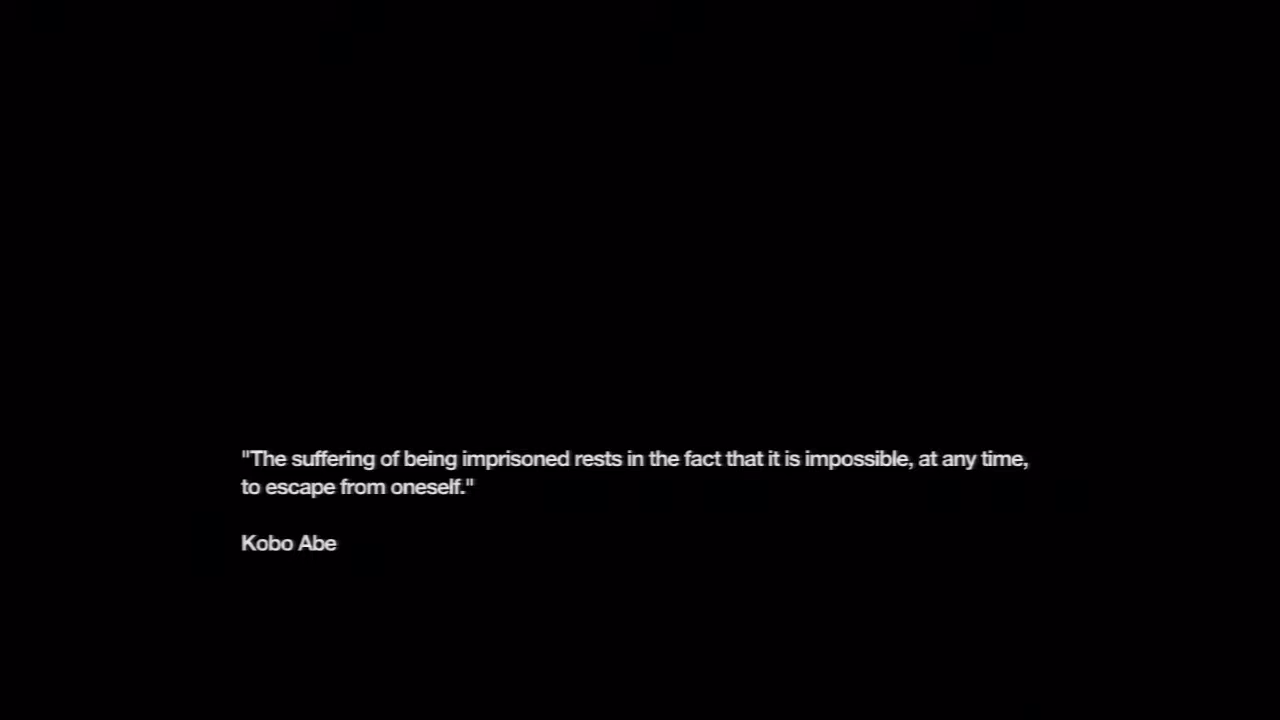 "The suffering of being imprisoned rests in the fact that it is impossible, at any time,
to escape from oneself."
Kobo Abe